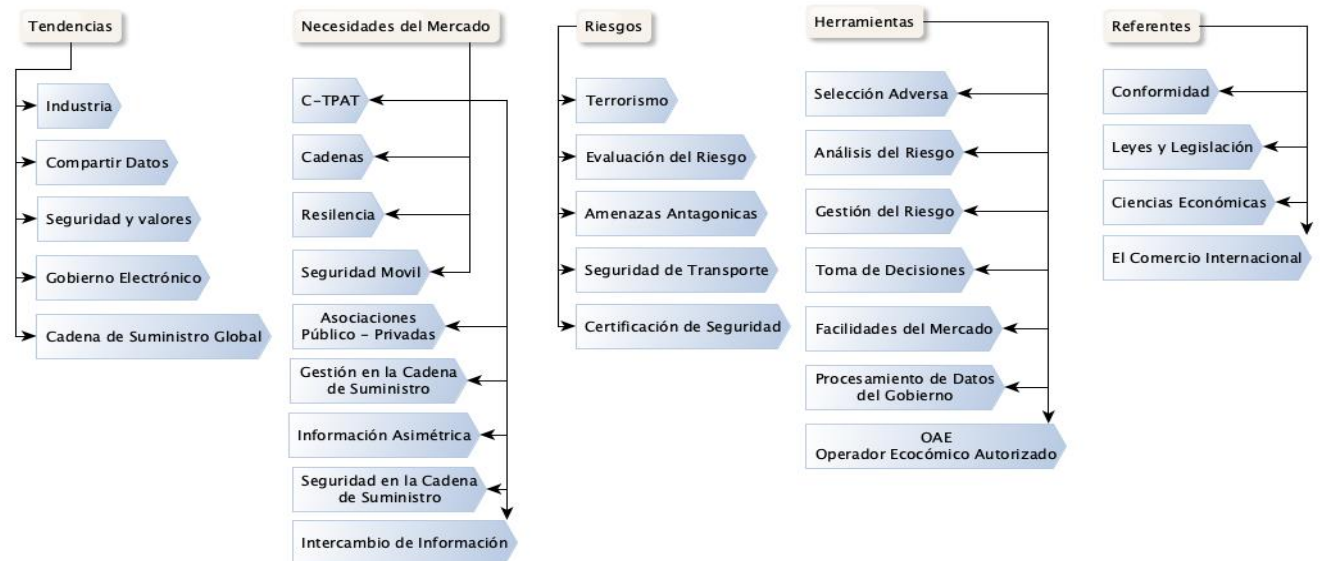 Tendencias
Industria
Compartir Datos
Seguridad y valores
Gobierno Electrónico
Cadena de Suministro Global
Necesidades del Mercado
C-TPAT
Cadenas
Resilencia
Seguridad Movil
Asociaciones
Público - Privadas
Gestión en la Cadena
de Suministro
Información Asimétrica
Seguridad en la Cadena
de Suministro
Intercambio de Información
Riesgos
Terrorismo
Evaluación del Riesgo
Amenazas Antagonicas
Seguridad de Transporte
Certificación de Seguridad
Herramientas
Selección Adversa
Análisis del Riesgo
Gestión del Riesgo
Toma de Decisiones
Facilidades del Mercado
Procesamiento de Datos
del Gobierno
OAE
Operador Ecocómico Autorizado
Referentes
Conformidad
Leyes y Legislación
Ciencias Económicas
El Comercio Internacional